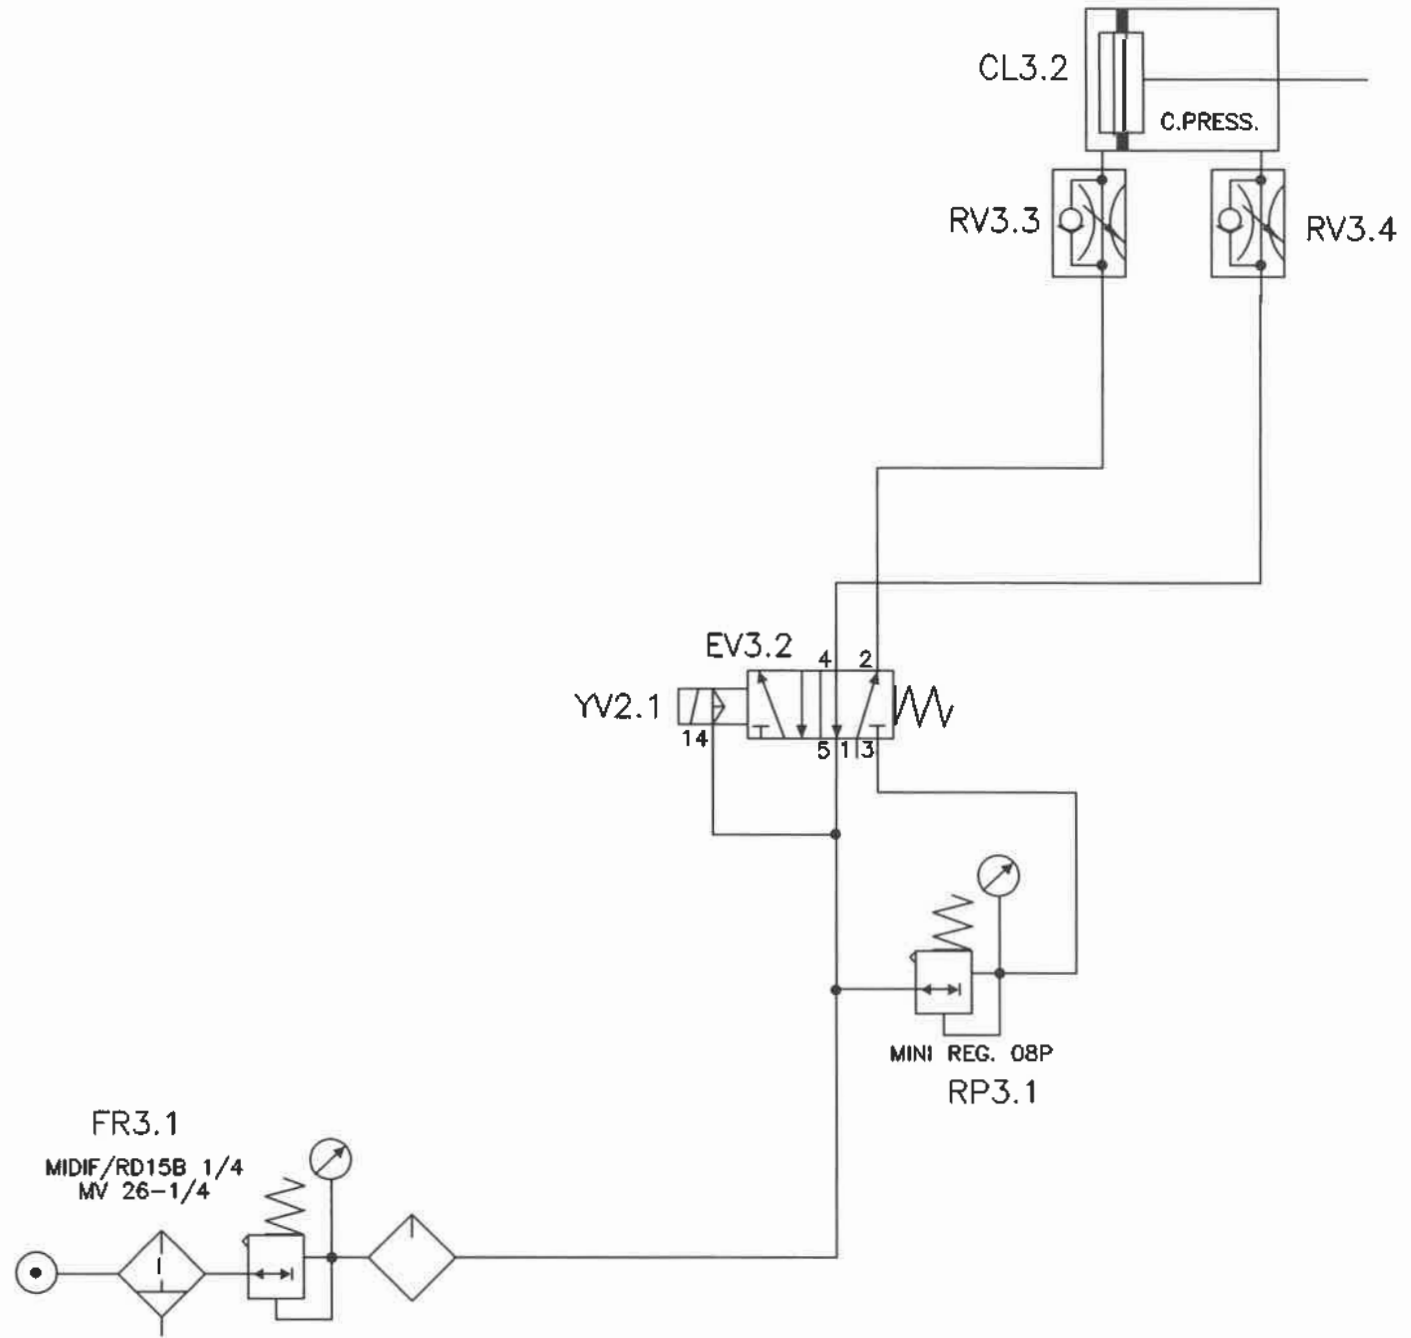 CL3.2
C.PRESS.
RV3.3
RV3.4
EV3.2
4 2
YV2.1
14
5 1 3
MINI REG. 08P
RP3.1
FR3.1
MIDIF/RD15B 1/4
MV 26-1/4